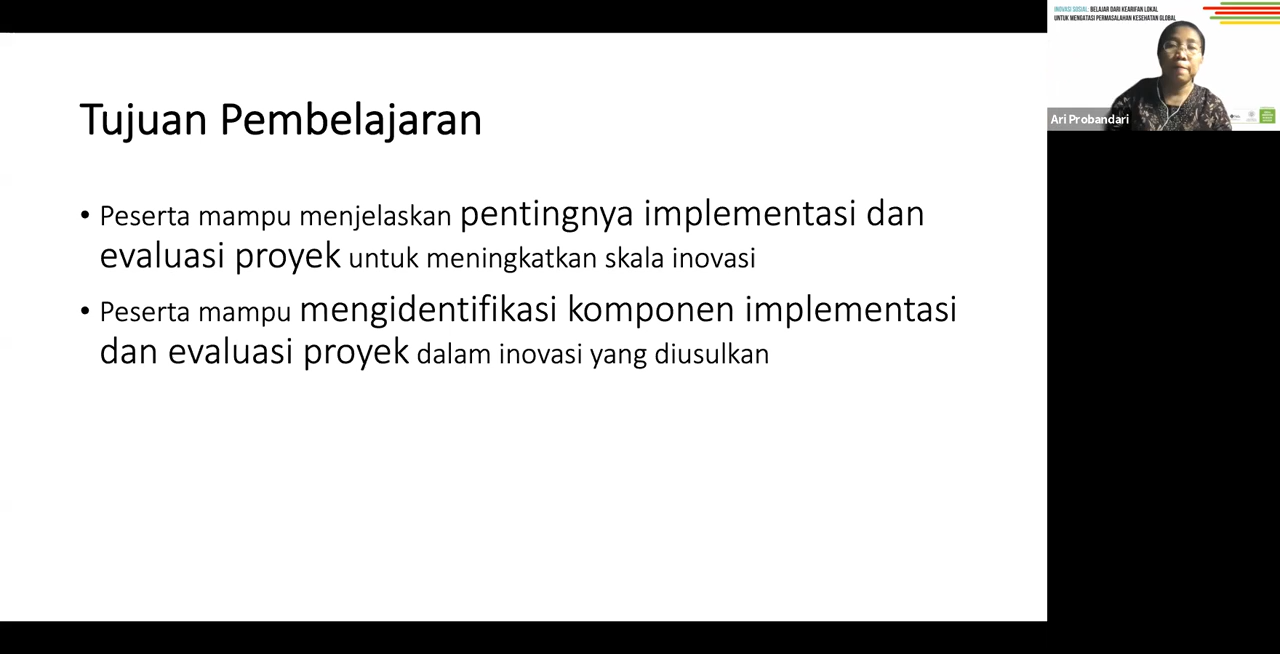 Tujuan Pembelajaran
• Peserta mampu menjelaskan pentingnya implementasi dan
evaluasi proyek untuk meningkatkan skala inovasi
• Peserta mampu mengidentifikasi komponen implementasi
dan evaluasi proyek dalam inovasi yang diusulkan
INOVASI SOSIAL: BELAJAR DARI KEARIFAN LOKAL
UNTUK MENGATASI PERMASALAHAN KESEHATAN GLOBAL
Ari Probandari